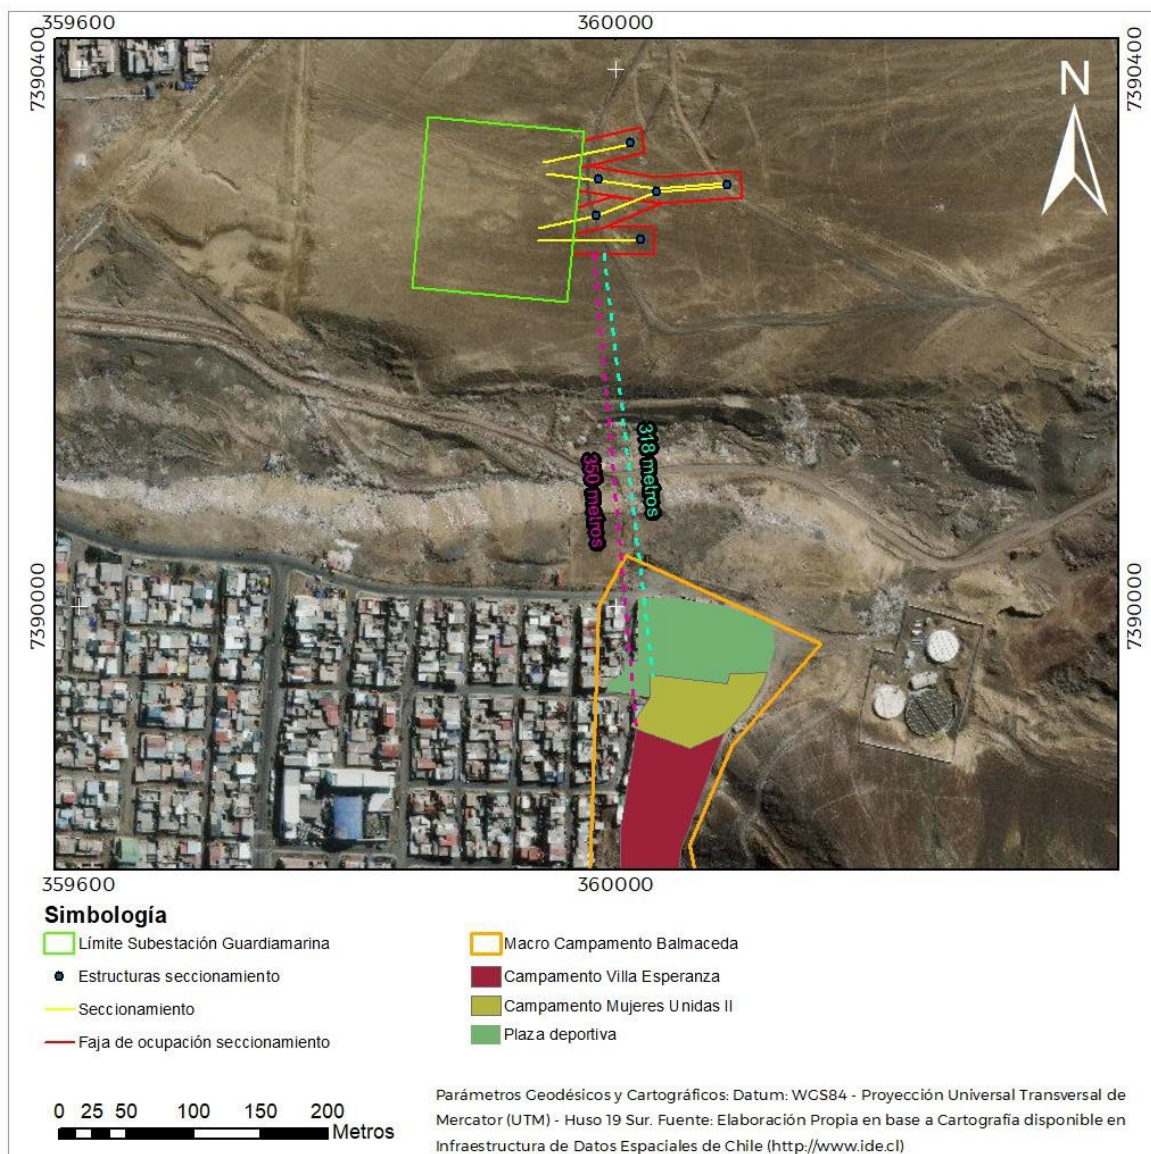 359600
360000
7390400
7390400
N
318 metros
350 metros
7390000
7390000
359600
360000
Simbología
Límite Subestación Guardiamarina
Estructuras seccionamiento
Seccionamiento
Faja de ocupación seccionamiento
Macro Campamento Balmaceda
Campamento Villa Esperanza
Campamento Mujeres Unidas II
Plaza deportiva
0 25 50 100 150 200
Metros
Parámetros Geodésicos y Cartográficos: Datum: WGS84 - Proyección Universal Transversal de
Mercator (UTM) - Huso 19 Sur. Fuente: Elaboración Propia en base a Cartografía disponible en
Infraestructura de Datos Espaciales de Chile (http://www.ide.cl)